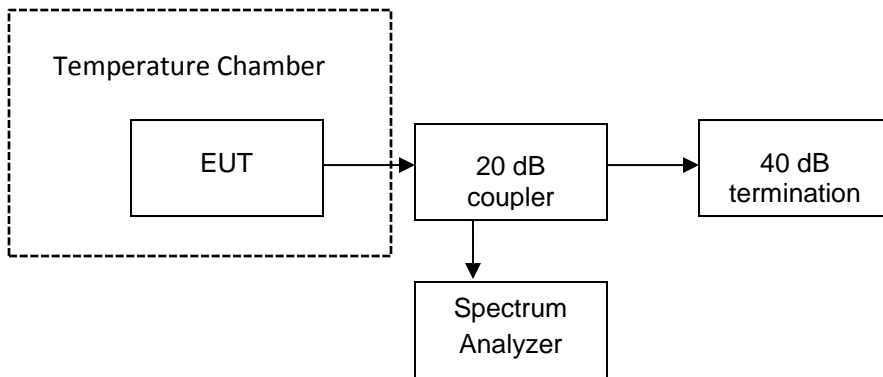 Temperature Chamber
EUT
20 dB
coupler
40 dB
termination
Spectrum
Analyzer